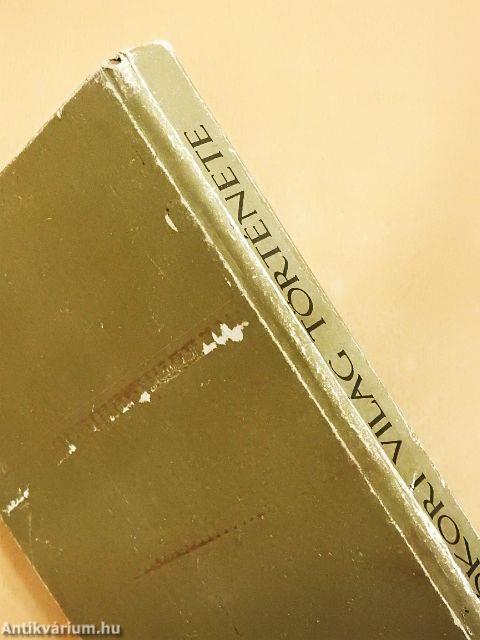 ÓKORI VILÁG TÖRTÉNETE
Antikvárium.hu